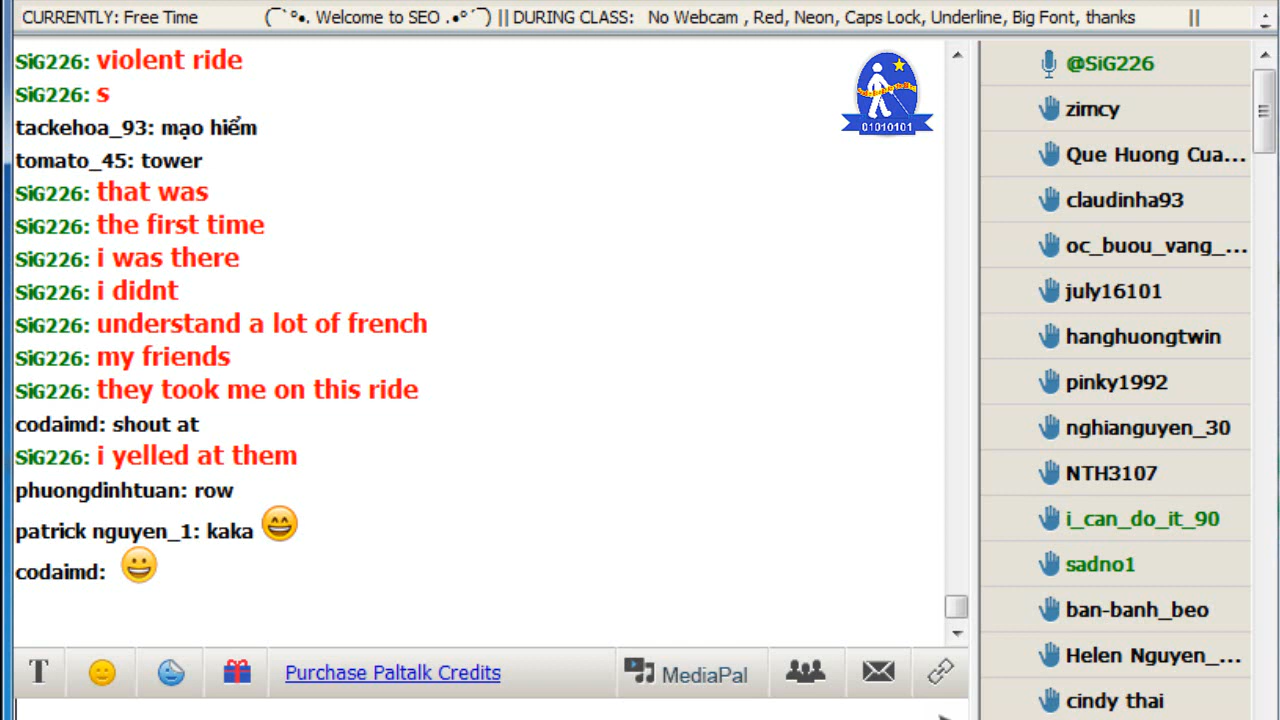 CURRENTLY: Free Time (¯`°•. Welcome to SEO .•°´¯) || DURING CLASS: No Webcam , Red, Neon, Caps Lock, Underline, Big Font, thanks ||
SiG226: violent ride
SiG226: s
tackehoa_93: mạo hiểm
tomato_45: tower
SiG226: that was
SiG226: the first time
SiG226: i was there
SiG226: i didnt
SiG226: understand a lot of french
SiG226: my friends
SiG226: they took me on this ride
codaimd: shout at
SiG226: i yelled at them
phuongdinhtuan: row
patrick nguyen_1: kaka 😄
codaimd: 😀
01010101
@SiG226
zimcy
Que Huong Cua...
claudinha93
oc_buou_vang_...
july16101
hanghuongtwin
pinky1992
nghianguyen_30
NTH3107
i_can_do_it_90
sadno1
ban-banh_beo
Helen Nguyen_...
cindy thai
T Purchase Paltalk Credits MediaPal